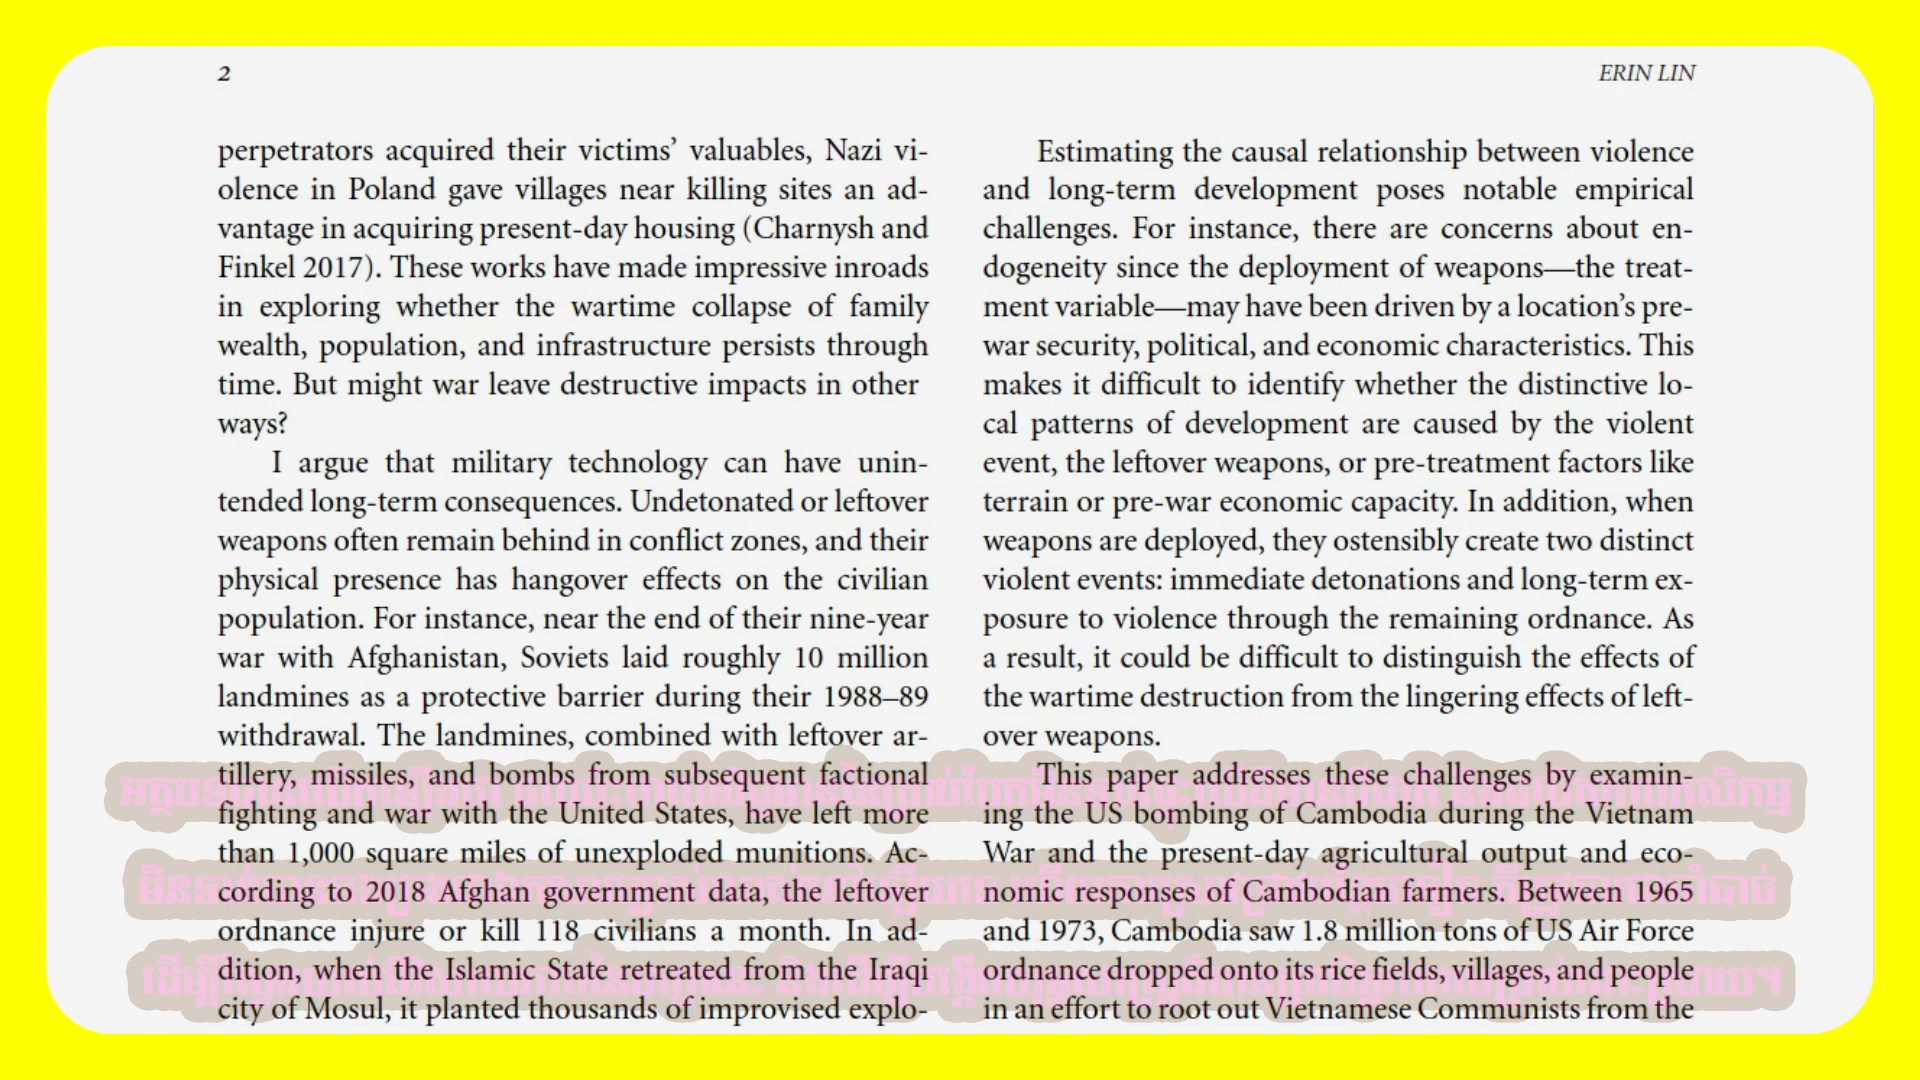 2
ERIN LIN
perpetrators acquired their victims’ valuables, Nazi vi-
olence in Poland gave villages near killing sites an ad-
vantage in acquiring present-day housing (Charnysh and
Finkel 2017). These works have made impressive inroads
in exploring whether the wartime collapse of family
wealth, population, and infrastructure persists through
time. But might war leave destructive impacts in other
ways?
I argue that military technology can have unin-
tended long-term consequences. Undetonated or leftover
weapons often remain behind in conflict zones, and their
physical presence has hangover effects on the civilian
population. For instance, near the end of their nine-year
war with Afghanistan, Soviets laid roughly 10 million
landmines as a protective barrier during their 1988–89
withdrawal. The landmines, combined with leftover ar-
tillery, missiles, and bombs from subsequent factional
fighting and war with the United States, have left more
than 1,000 square miles of unexploded munitions. Ac-
cording to 2018 Afghan government data, the leftover
ordnance injure or kill 118 civilians a month. In ad-
dition, when the Islamic State retreated from the Iraqi
city of Mosul, it planted thousands of improvised explo-
Estimating the causal relationship between violence
and long-term development poses notable empirical
challenges. For instance, there are concerns about en-
dogeneity since the deployment of weapons—the treat-
ment variable—may have been driven by a location’s pre-
war security, political, and economic characteristics. This
makes it difficult to identify whether the distinctive lo-
cal patterns of development are caused by the violent
event, the leftover weapons, or pre-treatment factors like
terrain or pre-war economic capacity. In addition, when
weapons are deployed, they ostensibly create two distinct
violent events: immediate detonations and long-term ex-
posure to violence through the remaining ordnance. As
a result, it could be difficult to distinguish the effects of
the wartime destruction from the lingering effects of left-
over weapons.
This paper addresses these challenges by examin-
ing the US bombing of Cambodia during the Vietnam
War and the present-day agricultural output and eco-
nomic responses of Cambodian farmers. Between 1965
and 1973, Cambodia saw 1.8 million tons of US Air Force
ordnance dropped onto its rice fields, villages, and people
in an effort to root out Vietnamese Communists from the